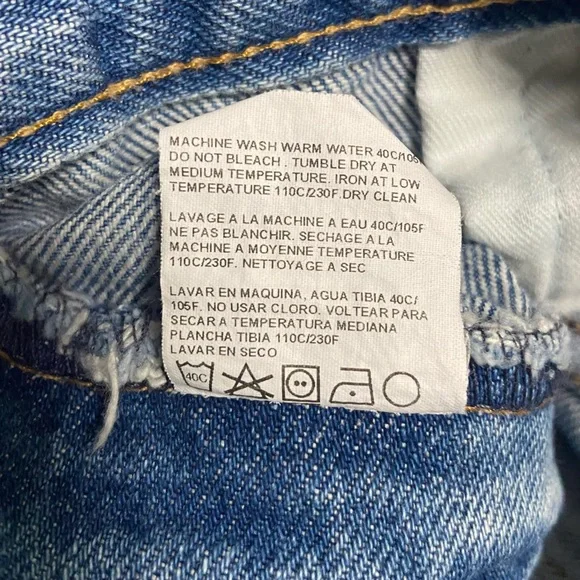 MACHINE WASH WARM WATER 40C/105
DO NOT BLEACH . TUMBLE DRY AT
MEDIUM TEMPERATURE. IRON AT LOW
TEMPERATURE 110C/230F.DRY CLEAN
LAVAGE A LA MACHINE A EAU 40C/105F
NE PAS BLANCHIR. SECHAGE A LA
MACHINE A MOYENNE TEMPERATURE
110C/230F. NETTOYAGE A SEC
LAVAR EN MAQUINA, AGUA TIBIA 40C/
105F. NO USAR CLORO. VOLTEAR PARA
SECAR A TEMPERATURA MEDIANA
PLANCHA TIBIA 110C/230F
LAVAR EN SECO
40C